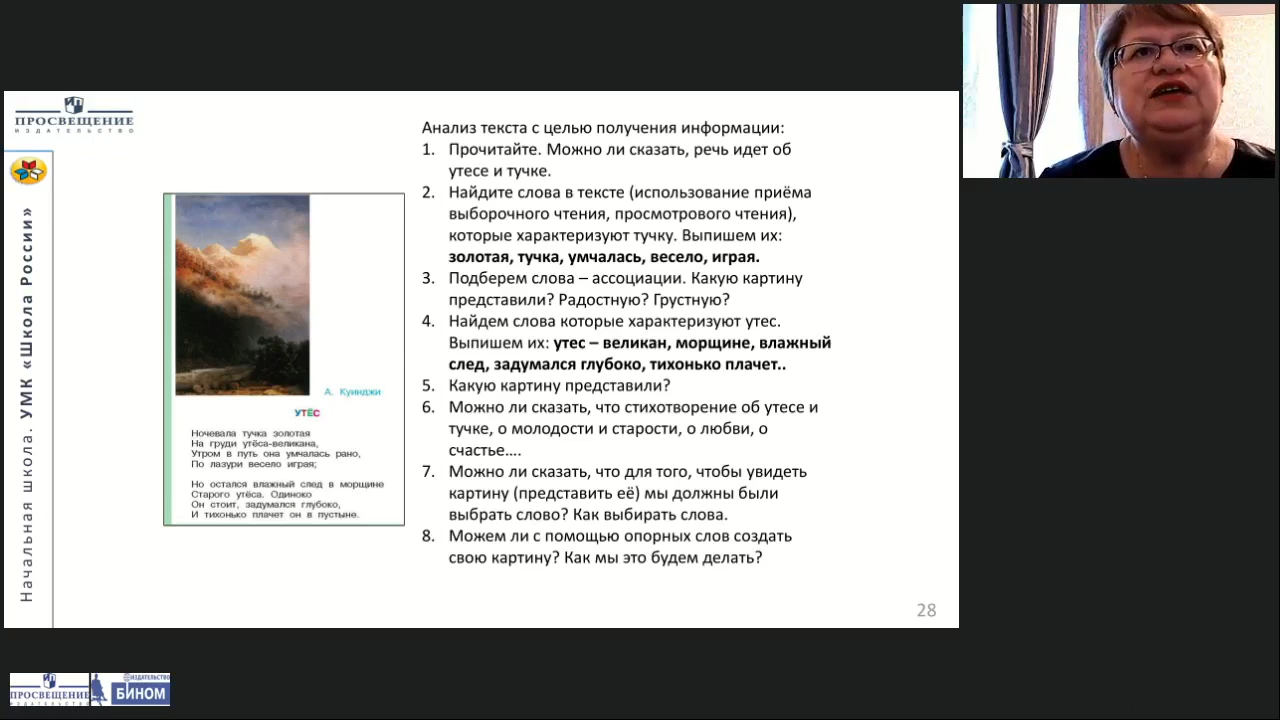 ПРОСВЕЩЕНИЕ
ИЗДАТЕЛЬСТВО
Начальная школа. УМК «Школа России»
А. Куинджи
УТЁС
Ночевала тучка золотая
На груди утёса-великана,
Утром в путь она умчалась рано,
По лазури весело играя;
Но остался влажный след в морщине
Старого утёса. Одиноко
Он стоит, задумался глубоко,
И тихонько плачет он в пустыне.
Анализ текста с целью получения информации:
1. Прочитайте. Можно ли сказать, речь идет об
утесе и тучке.
2. Найдите слова в тексте (использование приёма
выборочного чтения, просмотрового чтения),
которые характеризуют тучку. Выпишем их:
золотая, тучка, умчалась, весело, играя.
3. Подберем слова – ассоциации. Какую картину
представили? Радостную? Грустную?
4. Найдем слова которые характеризуют утес.
Выпишем их: утес – великан, морщине, влажный
след, задумался глубоко, тихонько плачет..
5. Какую картину представили?
6. Можно ли сказать, что стихотворение об утесе и
тучке, о молодости и старости, о любви, о
счастье….
7. Можно ли сказать, что для того, чтобы увидеть
картину (представить её) мы должны были
выбрать слово? Как выбирать слова.
8. Можем ли с помощью опорных слов создать
свою картину? Как мы это будем делать?
28
ПРОСВЕЩЕНИЕ
ИЗДАТЕЛЬСТВО
ИЗДАТЕЛЬСТВО
БИНОМ